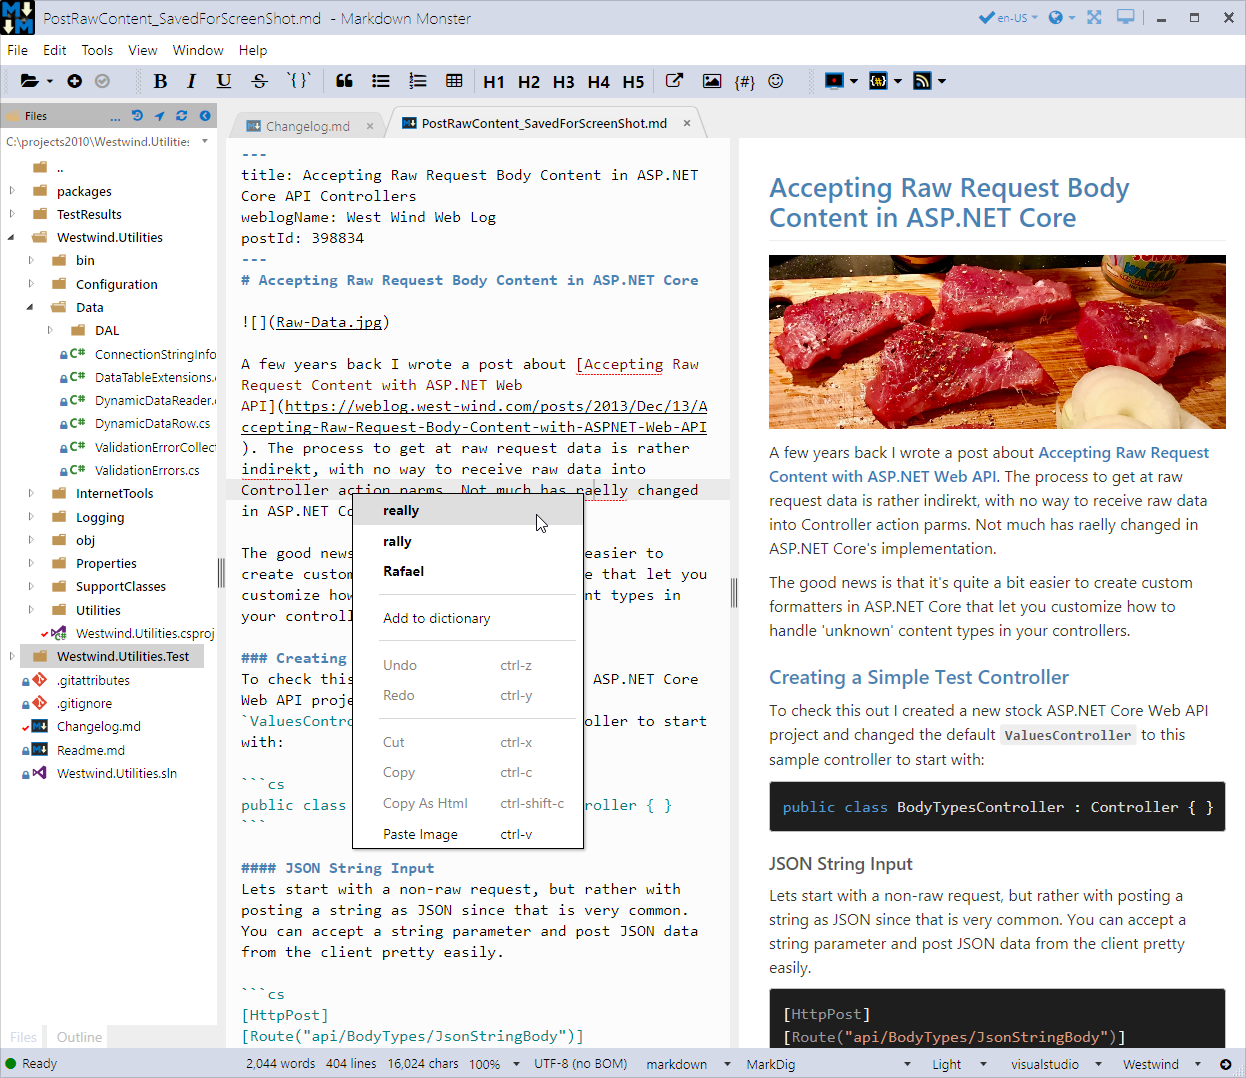 PostRawContent_SavedForScreenShot.md - Markdown Monster
en-US
File Edit Tools View Window Help
B I U S `{}` H1 H2 H3 H4 H5 {#}
Files ...
C:\projects2010\Westwind.Utilitie
..
packages
TestResults
Westwind.Utilities
bin
Configuration
Data
DAL
C# ConnectionStringInfo
C# DataTableExtensions.
C# DynamicDataReader.
C# DynamicDataRow.cs
C# ValidationErrorCollect
C# ValidationErrors.cs
InternetTools
Logging
obj
Properties
SupportClasses
Utilities
Westwind.Utilities.csproj
Westwind.Utilities.Test
.gitattributes
.gitignore
Changelog.md
Readme.md
Westwind.Utilities.sln
Files Outline
Changelog.md ×
PostRawContent_SavedForScreenShot.md ×
---
title: Accepting Raw Request Body Content in ASP.NET
Core API Controllers
weblogName: West Wind Web Log
postId: 398834
---
# Accepting Raw Request Body Content in ASP.NET Core
![](Raw-Data.jpg)
A few years back I wrote a post about [Accepting Raw
Request Content with ASP.NET Web
API](https://weblog.west-wind.com/posts/2013/Dec/13/A
ccepting-Raw-Request-Body-Content-with-ASPNET-Web-API
). The process to get at raw request data is rather
indirekt, with no way to receive raw data into
Controller action parms. Not much has raelly changed
in ASP.NET Co
The good news easier to
create custom e that let you
customize how nt types in
your controll
### Creating
To check this ASP.NET Core
Web API proje
`ValuesContro oller to start
with:
```cs
public class roller { }
```
#### JSON String Input
Lets start with a non-raw request, but rather with
posting a string as JSON since that is very common.
You can accept a string parameter and post JSON data
from the client pretty easily.
```cs
[HttpPost]
[Route("api/BodyTypes/JsonStringBody")]
really
rally
Rafael
Add to dictionary
Undo ctrl-z
Redo ctrl-y
Cut ctrl-x
Copy ctrl-c
Copy As Html ctrl-shift-c
Paste Image ctrl-v
Accepting Raw Request Body
Content in ASP.NET Core
A few years back I wrote a post about Accepting Raw Request
Content with ASP.NET Web API. The process to get at raw
request data is rather indirekt, with no way to receive raw data
into Controller action parms. Not much has raelly changed in
ASP.NET Core's implementation.
The good news is that it's quite a bit easier to create custom
formatters in ASP.NET Core that let you customize how to
handle 'unknown' content types in your controllers.
Creating a Simple Test Controller
To check this out I created a new stock ASP.NET Core Web API
project and changed the default ValuesController to this
sample controller to start with:
public class BodyTypesController : Controller { }
JSON String Input
Lets start with a non-raw request, but rather with posting a
string as JSON since that is very common. You can accept a
string parameter and post JSON data from the client pretty
easily.
[HttpPost]
[Route("api/BodyTypes/JsonStringBody")]
Ready 2,044 words 404 lines 16,024 chars 100% UTF-8 (no BOM) markdown MarkDig Light visualstudio Westwind